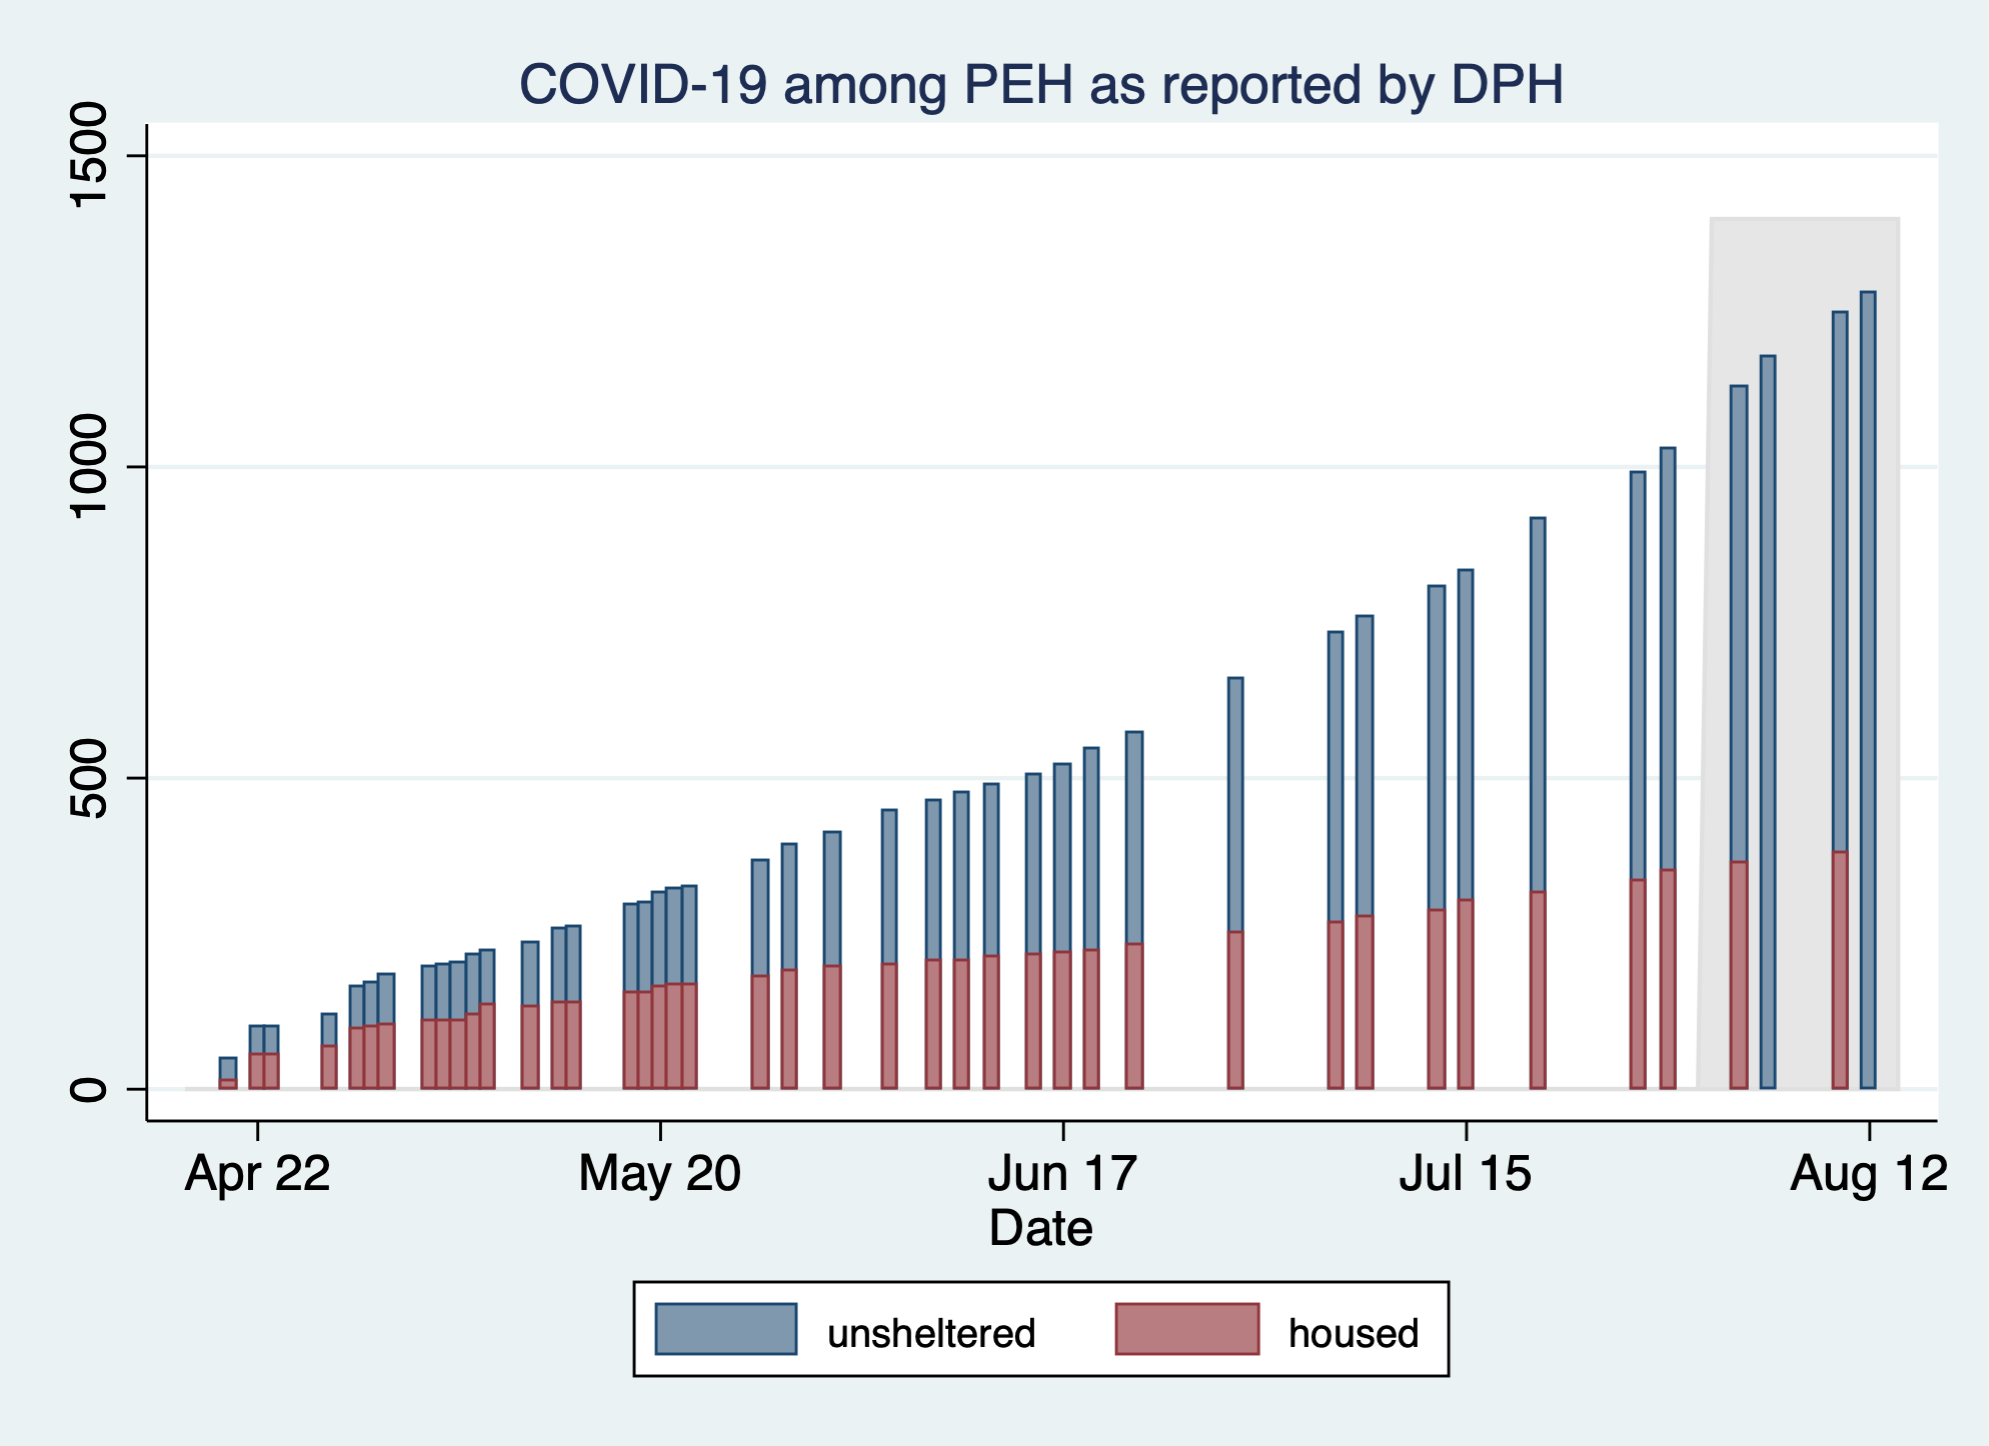 COVID-19 among PEH as reported by DPH
1500
1000
500
0
Apr 22 May 20 Jun 17 Jul 15 Aug 12
Date
unsheltered housed